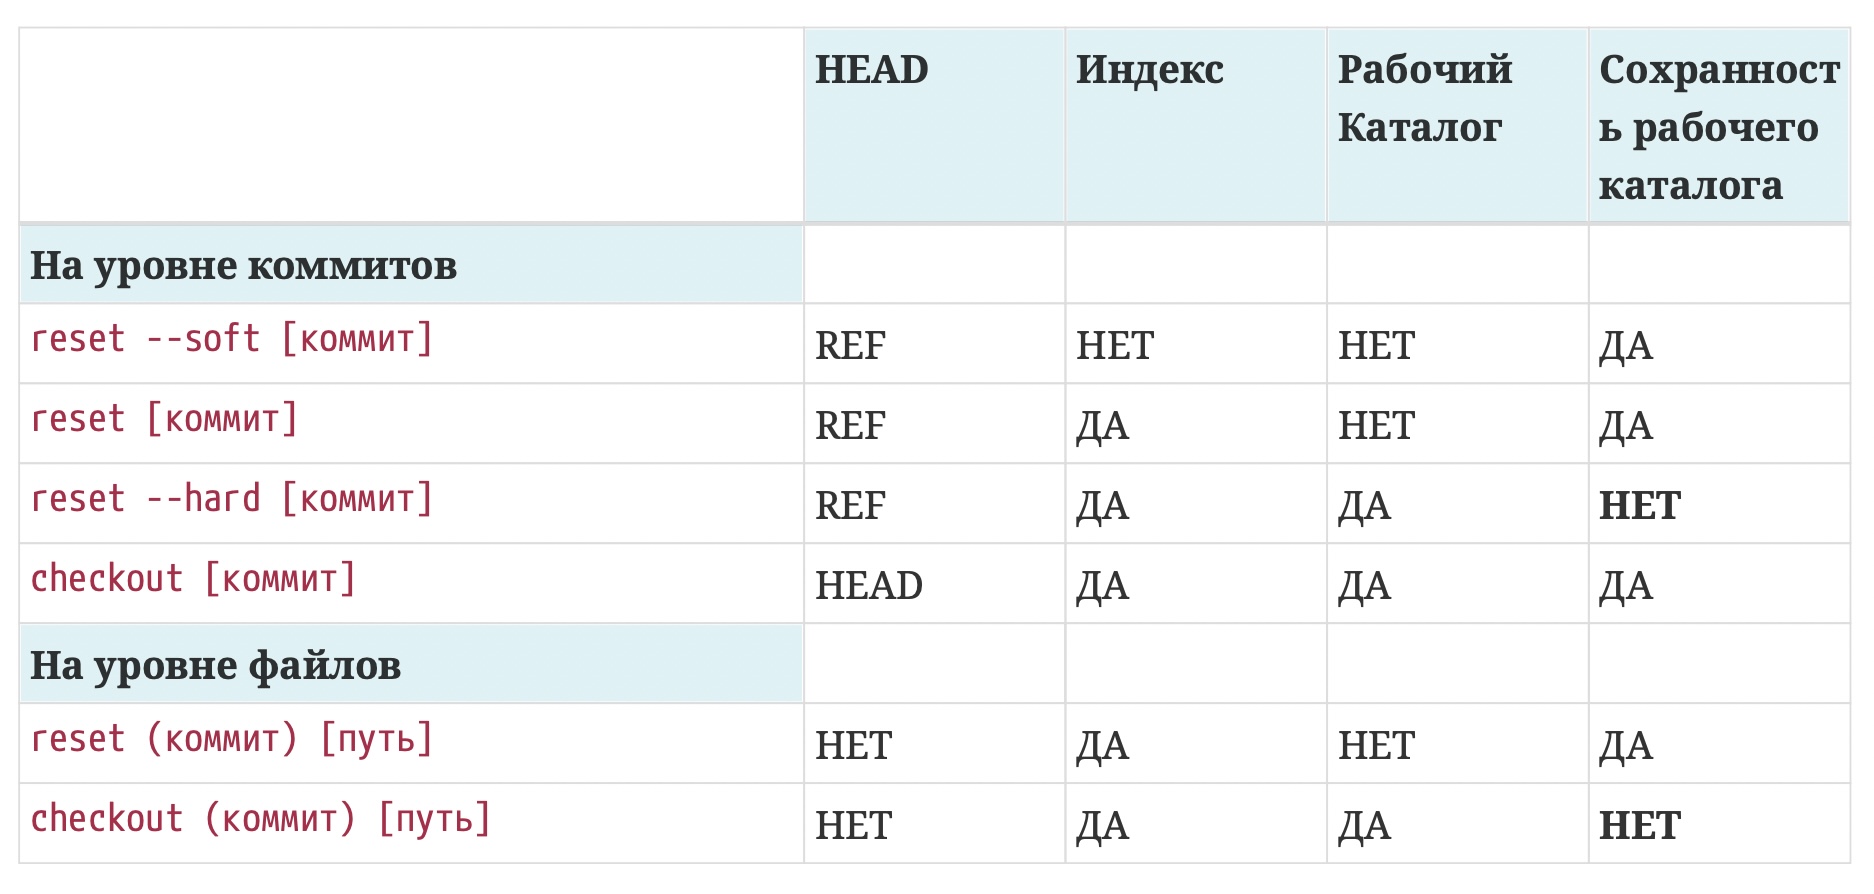 HEAD Индекс Рабочий Сохранност
Каталог ь рабочего
каталога
На уровне коммитов
reset --soft [коммит] REF НЕТ НЕТ ДА
reset [коммит] REF ДА НЕТ ДА
reset --hard [коммит] REF ДА ДА НЕТ
checkout [коммит] HEAD ДА ДА ДА
На уровне файлов
reset (коммит) [путь] НЕТ ДА НЕТ ДА
checkout (коммит) [путь] НЕТ ДА ДА НЕТ